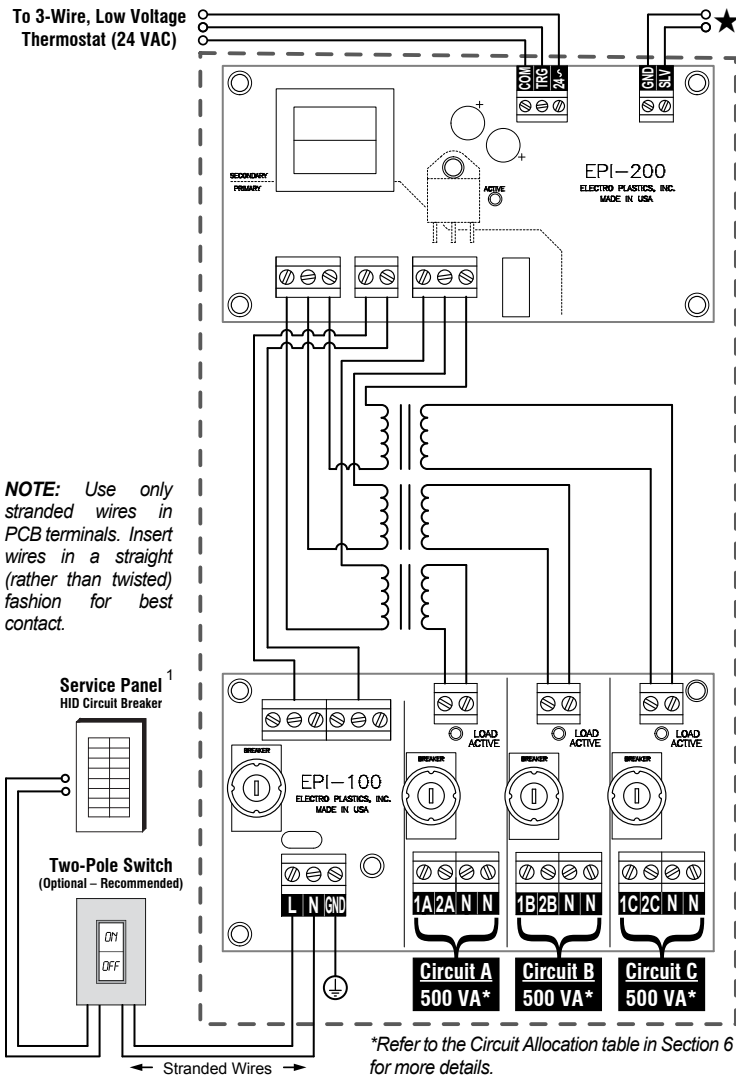 To 3-Wire, Low Voltage
Thermostat (24 VAC)
COM TRG 24~
GND SLV
SECONDARY
PRIMARY
ACTIVE
EPI-200
ELECTRO PLASTICS, INC.
MADE IN USA
NOTE: Use only
stranded wires in
PCB terminals. Insert
wires in a straight
(rather than twisted)
fashion for best
contact.
Service Panel 1
HID Circuit Breaker
LOAD
ACTIVE
LOAD
ACTIVE
LOAD
ACTIVE
BREAKER
BREAKER
BREAKER
BREAKER
EPI-100
ELECTRO PLASTICS, INC.
MADE IN USA
Two-Pole Switch
(Optional – Recommended)
ON
OFF
L N GND
1A 2A N N
1B 2B N N
1C 2C N N
Circuit A
500 VA*
Circuit B
500 VA*
Circuit C
500 VA*
Stranded Wires
*Refer to the Circuit Allocation table in Section 6
for more details.